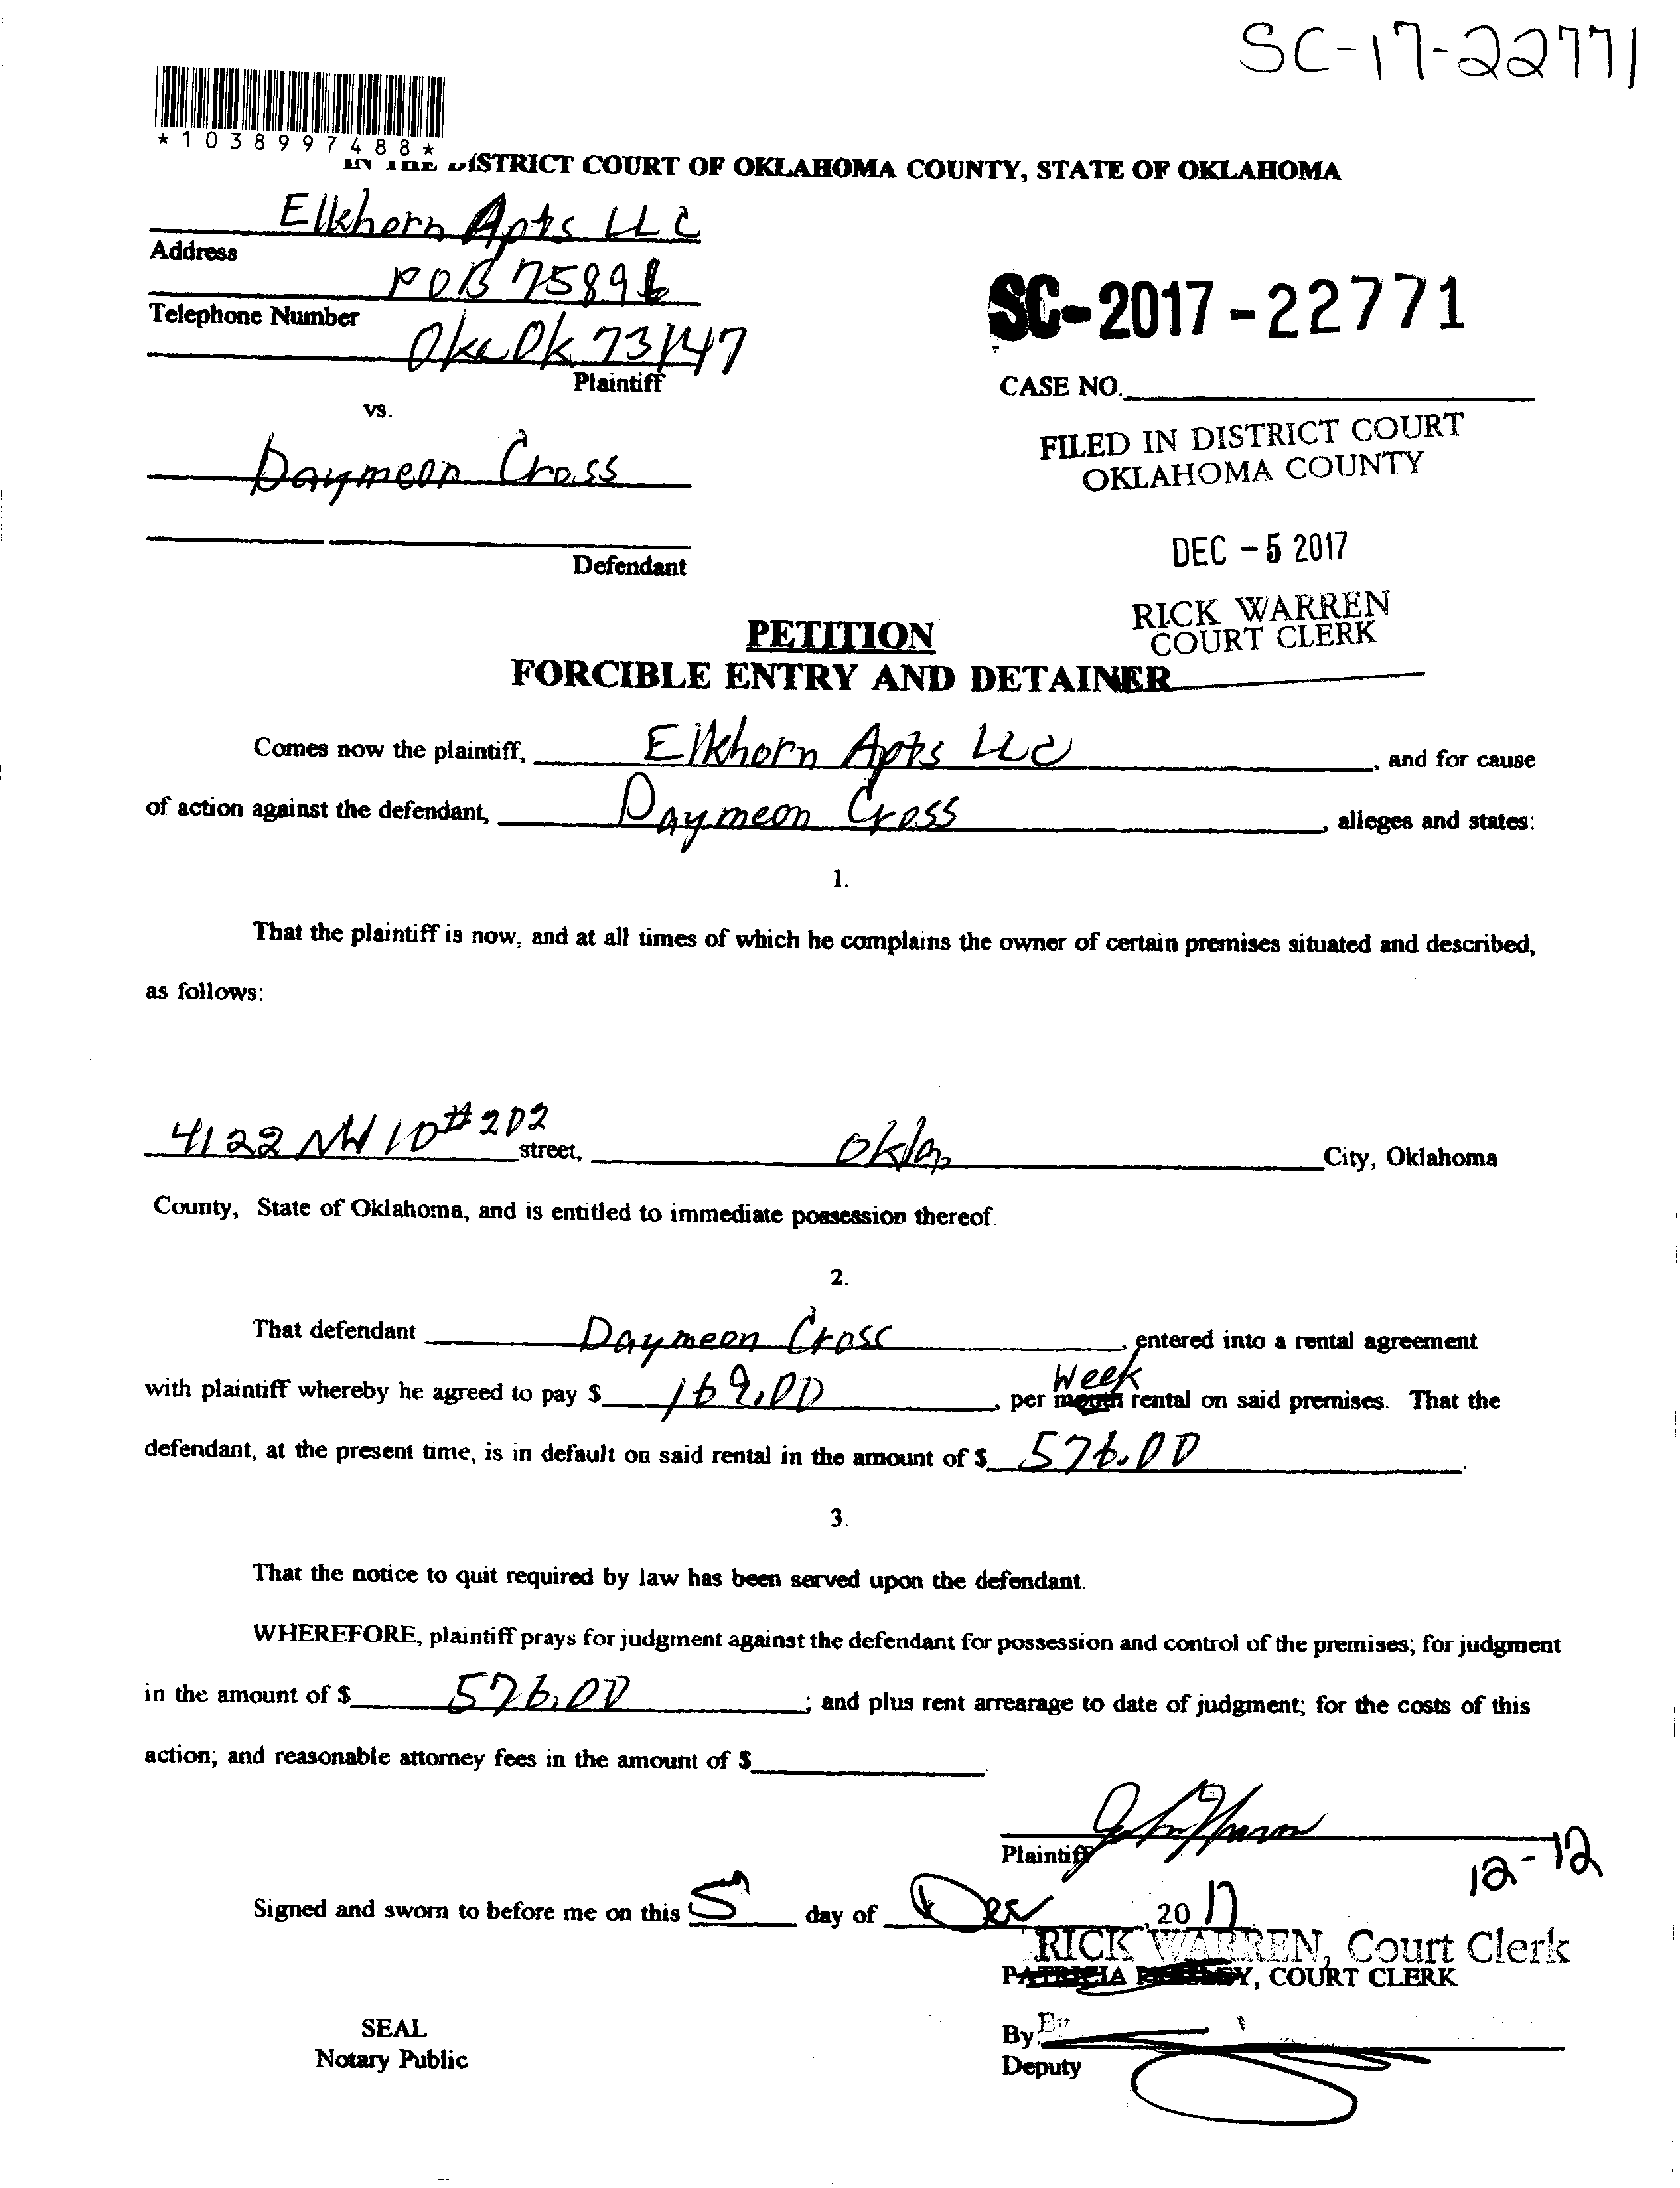 SC-17-22771
*1038997488*
IN THE DISTRICT COURT OF OKLAHOMA COUNTY, STATE OF OKLAHOMA
Elkhorn Apts LLC
Address
POB 75896
Telephone Number
Okc Ok 73147
Plaintiff
SC-2017-22771
CASE NO.
vs.
Daymeon Cross
Defendant
FILED IN DISTRICT COURT
OKLAHOMA COUNTY
DEC -5 2017
RICK WARREN
COURT CLERK
PETITION
FORCIBLE ENTRY AND DETAINER
Comes now the plaintiff, Elkhorn Apts LLC, and for cause
of action against the defendant, Daymeon Cross, alleges and states:
1.
That the plaintiff is now, and at all times of which he complains the owner of certain premises situated and described,
as follows:
4122 NW 10 #202 street, Okla City, Oklahoma
County, State of Oklahoma, and is entitled to immediate possession thereof.
2.
That defendant Daymeon Cross, entered into a rental agreement
with plaintiff whereby he agreed to pay $ 169.00, per month Week rental on said premises. That the
defendant, at the present time, is in default on said rental in the amount of $ 576.00.
3.
That the notice to quit required by law has been served upon the defendant.
WHEREFORE, plaintiff prays for judgment against the defendant for possession and control of the premises; for judgment
in the amount of $ 576.00; and plus rent arrearage to date of judgment; for the costs of this
action; and reasonable attorney fees in the amount of $
Plaintiff
12-12
Signed and sworn to before me on this 5 day of Dec, 2017
RICK WARREN, Court Clerk
PATRICIA PRESLEY, COURT CLERK
SEAL
Notary Public
By
Deputy